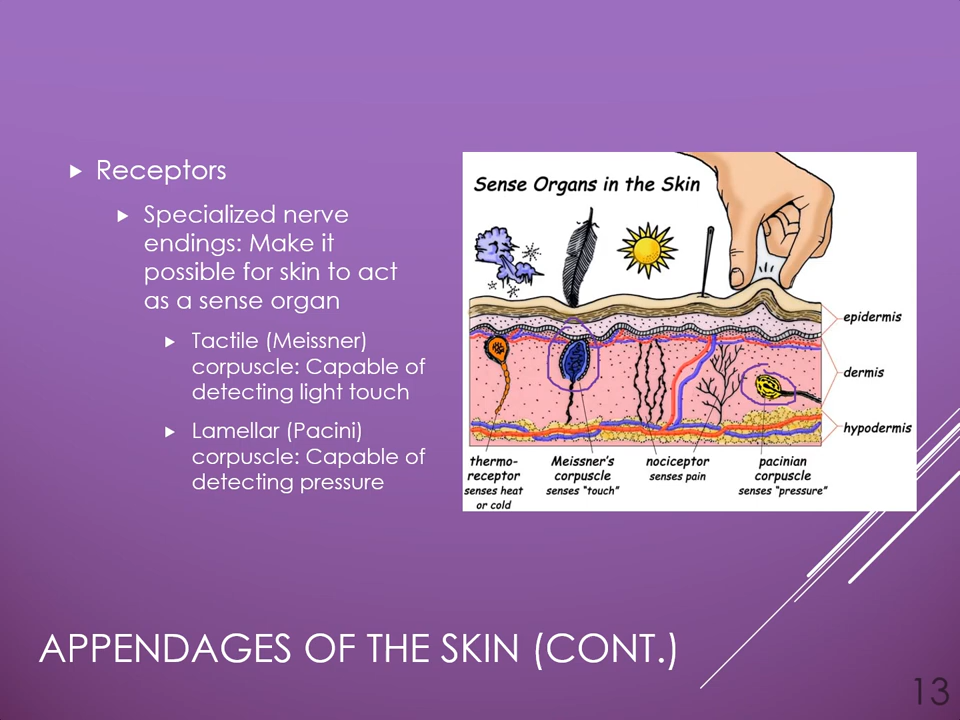 Receptors
Specialized nerve
endings: Make it
possible for skin to act
as a sense organ
Tactile (Meissner)
corpuscle: Capable of
detecting light touch
Lamellar (Pacini)
corpuscle: Capable of
detecting pressure
Sense Organs in the Skin
epidermis
dermis
hypodermis
thermo-
receptor
senses heat
or cold
Meissner's
corpuscle
senses "touch"
nociceptor
senses pain
pacinian
corpuscle
senses "pressure"
APPENDAGES OF THE SKIN (CONT.)
13